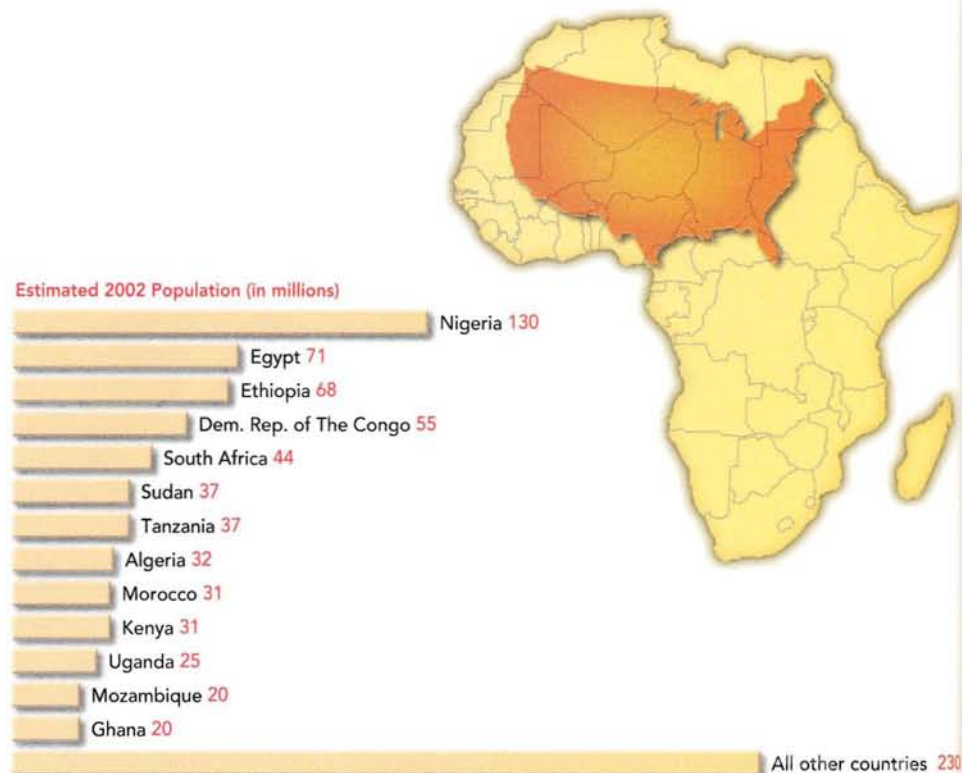 Estimated 2002 Population (in millions)
Nigeria 130
Egypt 71
Ethiopia 68
Dem. Rep. of The Congo 55
South Africa 44
Sudan 37
Tanzania 37
Algeria 32
Morocco 31
Kenya 31
Uganda 25
Mozambique 20
Ghana 20
All other countries 230